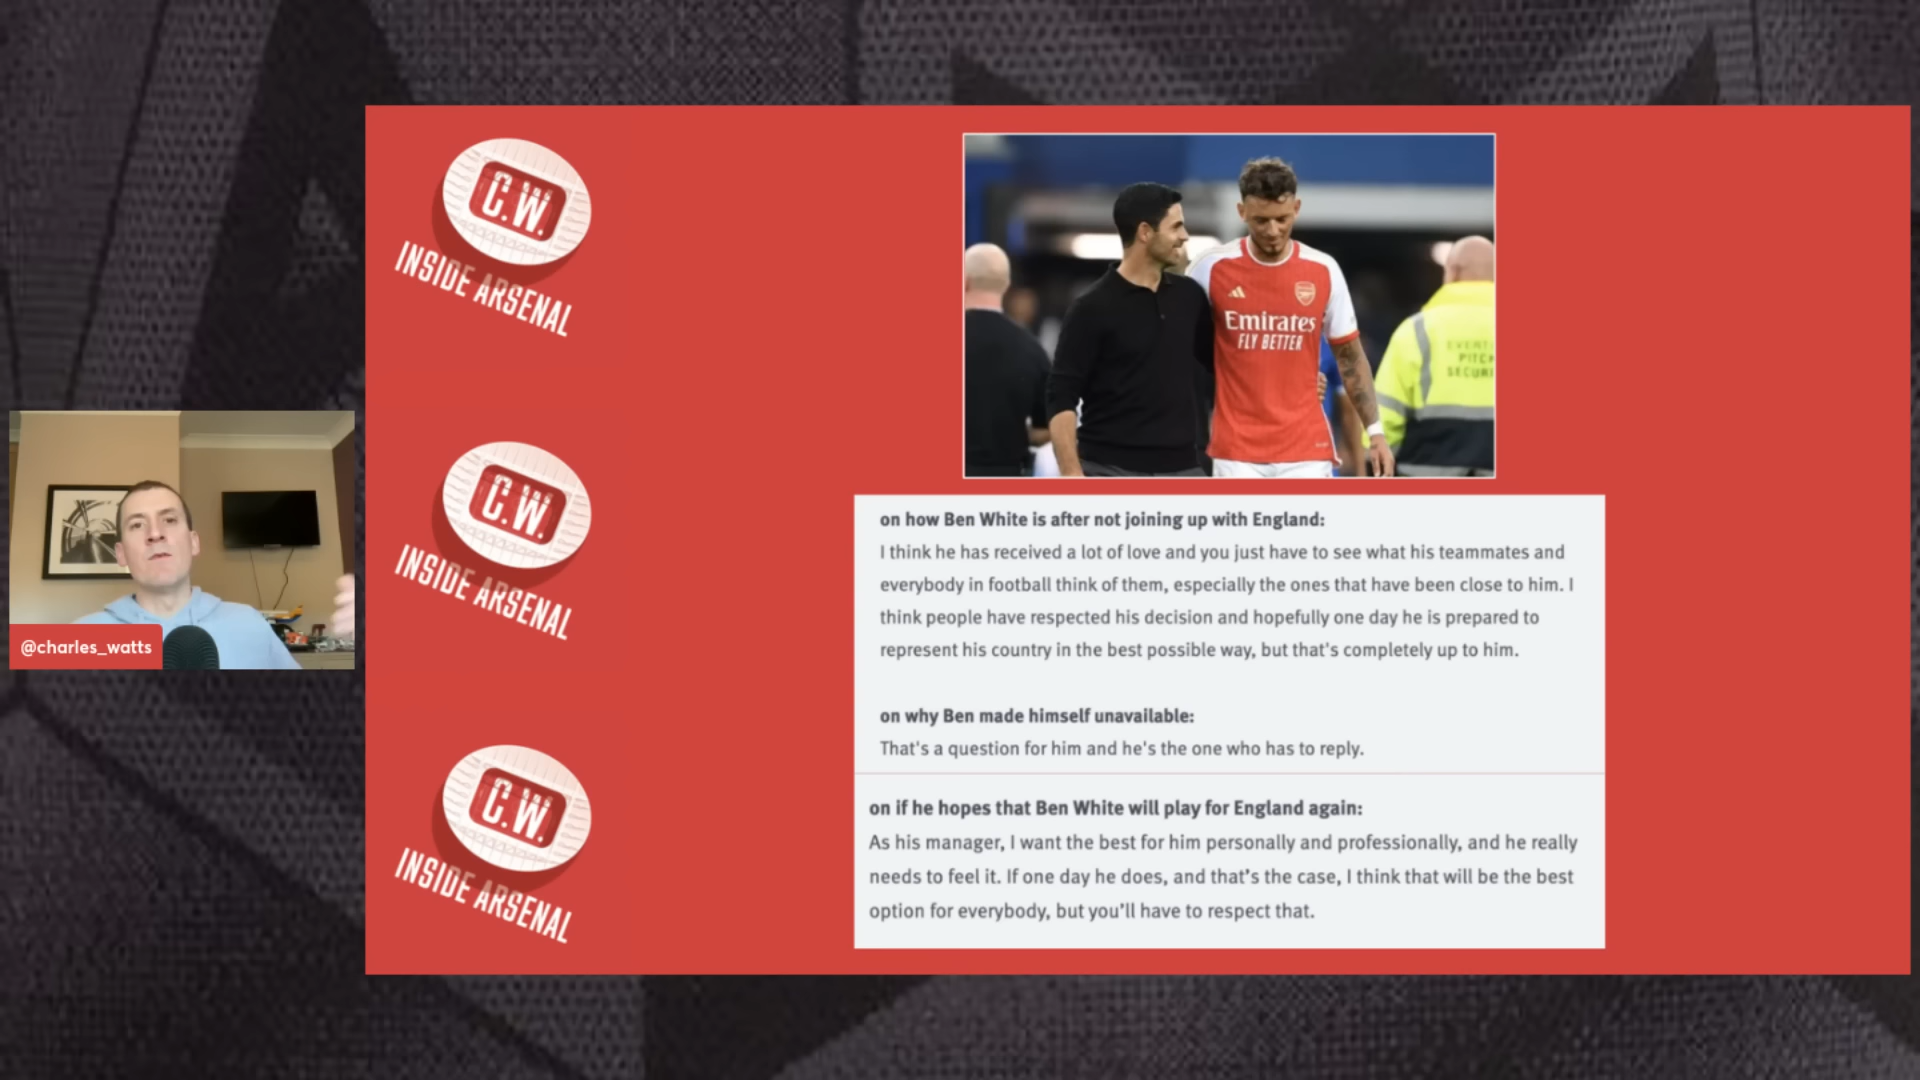 C.W.
INSIDE ARSENAL
C.W.
INSIDE ARSENAL
C.W.
INSIDE ARSENAL
@charles_watts
Emirates
FLY BETTER
EVENT
PITCH
SECURI
on how Ben White is after not joining up with England:
I think he has received a lot of love and you just have to see what his teammates and
everybody in football think of them, especially the ones that have been close to him. I
think people have respected his decision and hopefully one day he is prepared to
represent his country in the best possible way, but that's completely up to him.
on why Ben made himself unavailable:
That's a question for him and he's the one who has to reply.
on if he hopes that Ben White will play for England again:
As his manager, I want the best for him personally and professionally, and he really
needs to feel it. If one day he does, and that’s the case, I think that will be the best
option for everybody, but you’ll have to respect that.